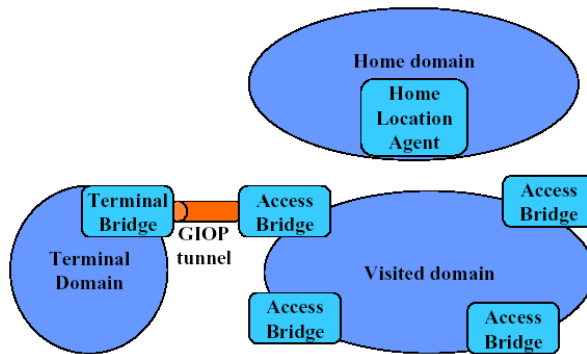 Home domain
Home
Location
Agent
Terminal
Bridge
GIOP
tunnel
Access
Bridge
Access
Bridge
Terminal
Domain
Visited domain
Access
Bridge
Access
Bridge